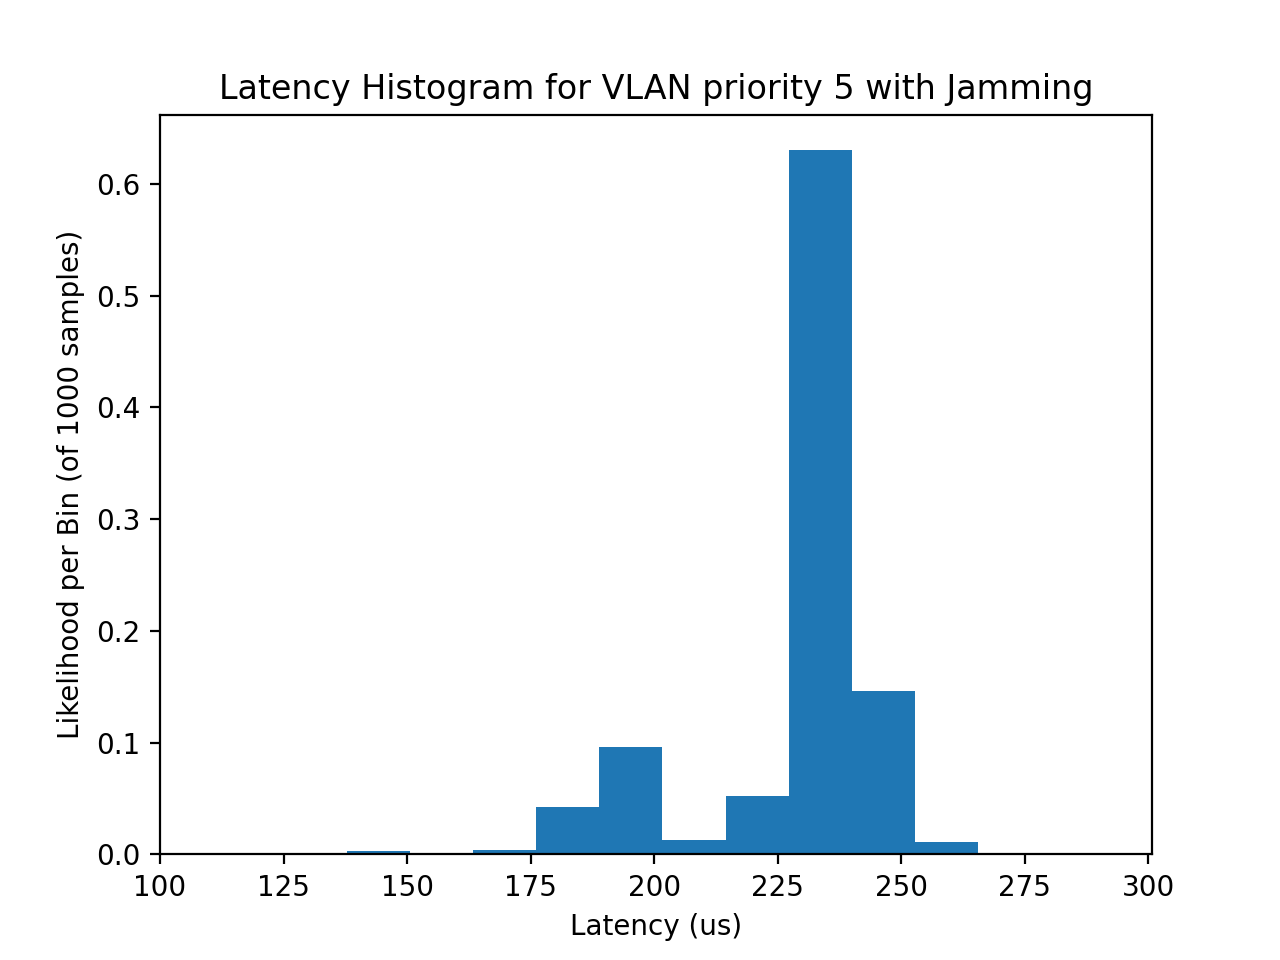 Latency Histogram for VLAN priority 5 with Jamming
Likelihood per Bin (of 1000 samples)
0.6
0.5
0.4
0.3
0.2
0.1
0.0
100 125 150 175 200 225 250 275 300
Latency (us)